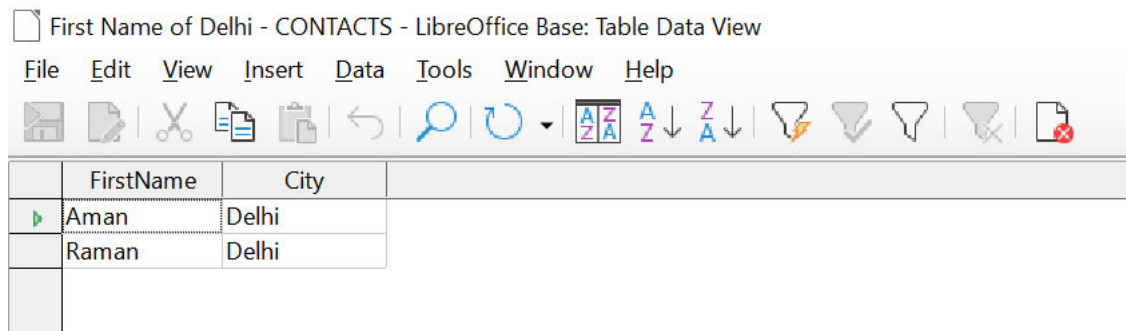 First Name of Delhi - CONTACTS - LibreOffice Base: Table Data View
File Edit View Insert Data Tools Window Help
A Z Z A A Z Z A
FirstName City
Aman Delhi
Raman Delhi